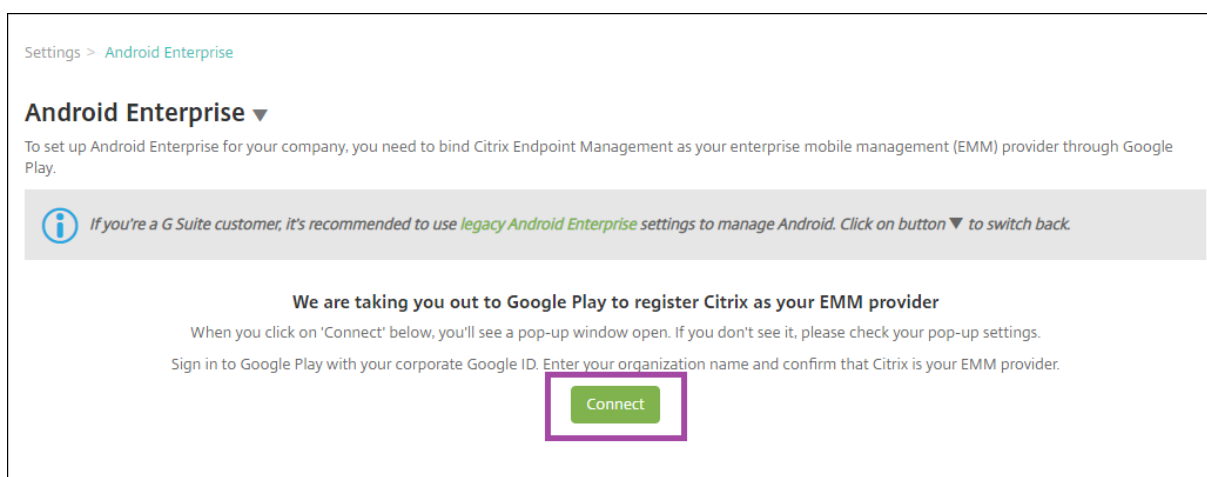 Settings > Android Enterprise
Android Enterprise ▼
To set up Android Enterprise for your company, you need to bind Citrix Endpoint Management as your enterprise mobile management (EMM) provider through Google
Play.
If you're a G Suite customer, it's recommended to use legacy Android Enterprise settings to manage Android. Click on button ▼ to switch back.
We are taking you out to Google Play to register Citrix as your EMM provider
When you click on 'Connect' below, you'll see a pop-up window open. If you don't see it, please check your pop-up settings.
Sign in to Google Play with your corporate Google ID. Enter your organization name and confirm that Citrix is your EMM provider.
Connect